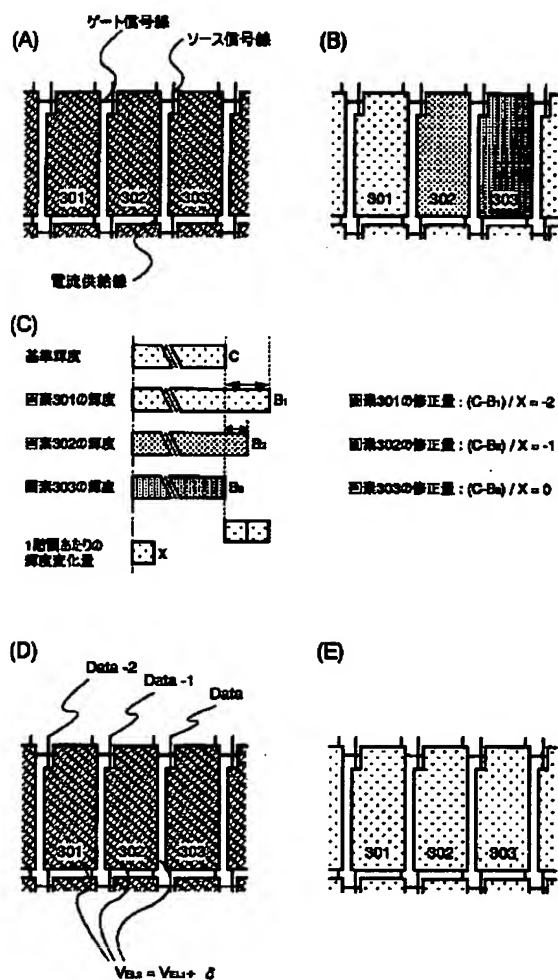 (A)
ゲート信号線
ソース信号線
301 302 303
電流供給線
(B)
301 302 303
(C)
基準輝度 C
画素301の輝度 B₁
画素302の輝度 B₂
画素303の輝度 B₃
1階調あたりの
輝度変化量 X
画素301の修正量 : (C-B₁) / X = -2
画素302の修正量 : (C-B₂) / X = -1
画素303の修正量 : (C-B₃) / X = 0
(D)
Data -2 Data -1 Data
301 302 303
(E)
301 302 303